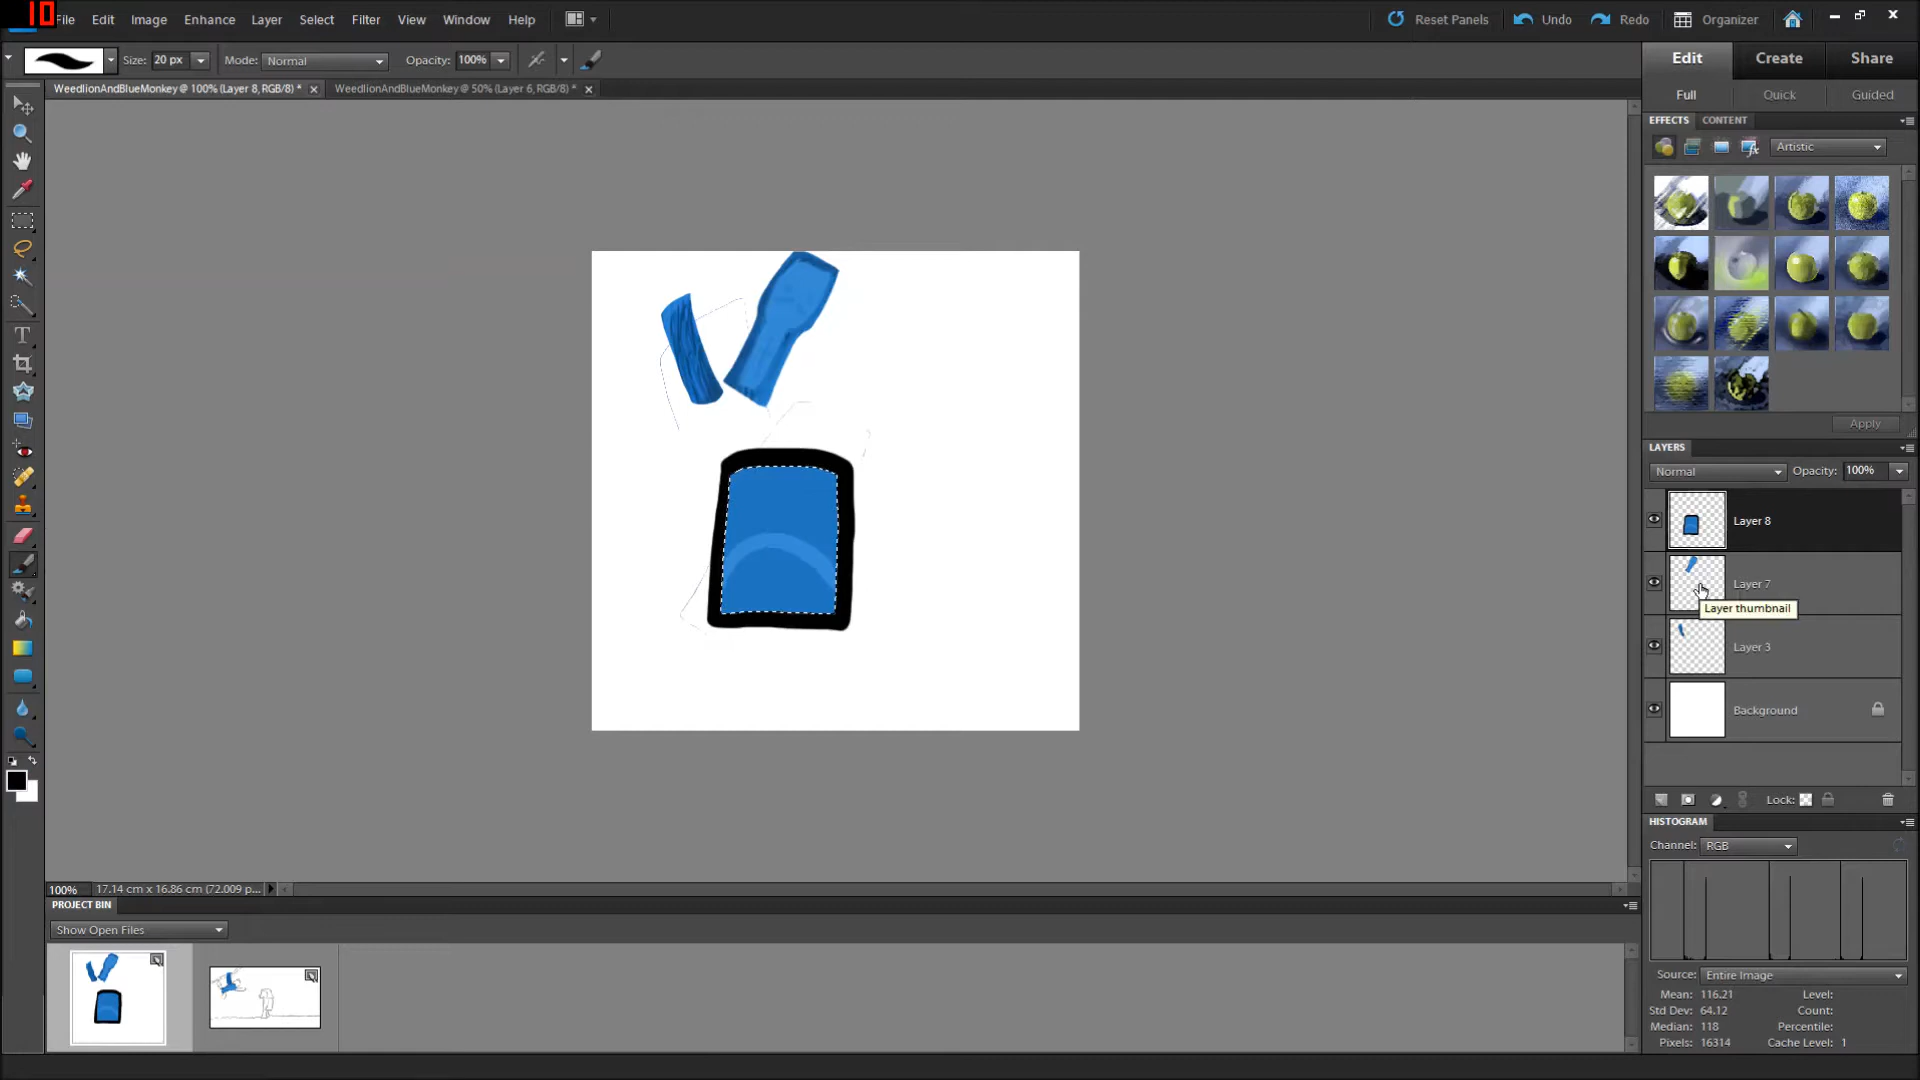 10
File Edit Image Enhance Layer Select Filter View Window Help Reset Panels Undo Redo Organizer
Size: 20 px Mode: Normal Opacity: 100%
Edit Create Share
WeedlionAndBlueMonkey @ 100% (Layer 8, RGB/8) * WeedlionAndBlueMonkey @ 50% (Layer 6, RGB/8) *
Full Quick Guided
EFFECTS CONTENT
Artistic
Apply
LAYERS
Normal Opacity: 100%
Layer 8
Layer 7
Layer thumbnail
Layer 3
Background
Lock:
HISTOGRAM
Channel: RGB
100% 17.14 cm x 16.86 cm (72.009 p...
PROJECT BIN
Show Open Files
Source: Entire Image
Mean: 116.21 Level:
Std Dev: 64.12 Count:
Median: 118 Percentile:
Pixels: 16314 Cache Level: 1